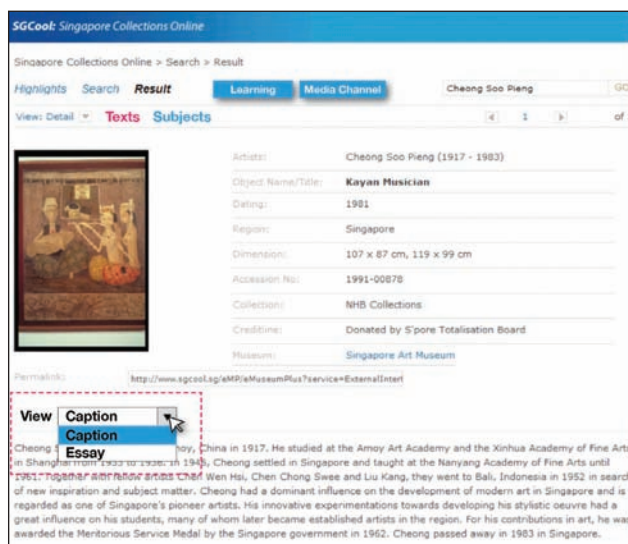 SGCool: Singapore Collections Online
Singapore Collections Online > Search > Result
Highlights Search Result Learning Media Channel Cheong Soo Pieng GO
View: Detail Texts Subjects 1 of
Artists: Cheong Soo Pieng (1917 - 1983)
Object Name/Title: Kayan Musician
Dating: 1981
Region: Singapore
Dimension: 107 x 87 cm, 119 x 99 cm
Accession No: 1991-00878
Collection: NHB Collections
Creditline: Donated by S'pore Totalisation Board
Museum: Singapore Art Museum
Permalink: http://www.sgcool.sg/eMP/eMuseumPlus?service=ExternalInterf
View Caption
Caption
Essay
Cheong S moy, China in 1917. He studied at the Amoy Art Academy and the Xinhua Academy of Fine Arts
in Shanghai from 1933 to 1936. In 1946, Cheong settled in Singapore and taught at the Nanyang Academy of Fine Arts until
1961. Together with fellow artists Chen Wen Hsi, Chen Chong Swee and Liu Kang, they went to Bali, Indonesia in 1952 in search
of new inspiration and subject matter. Cheong had a dominant influence on the development of modern art in Singapore and is
regarded as one of Singapore's pioneer artists. His innovative experimentations towards developing his stylistic oeuvre had a
great influence on his students, many of whom later became established artists in the region. For his contributions in art, he was
awarded the Meritorious Service Medal by the Singapore government in 1962. Cheong passed away in 1983 in Singapore.